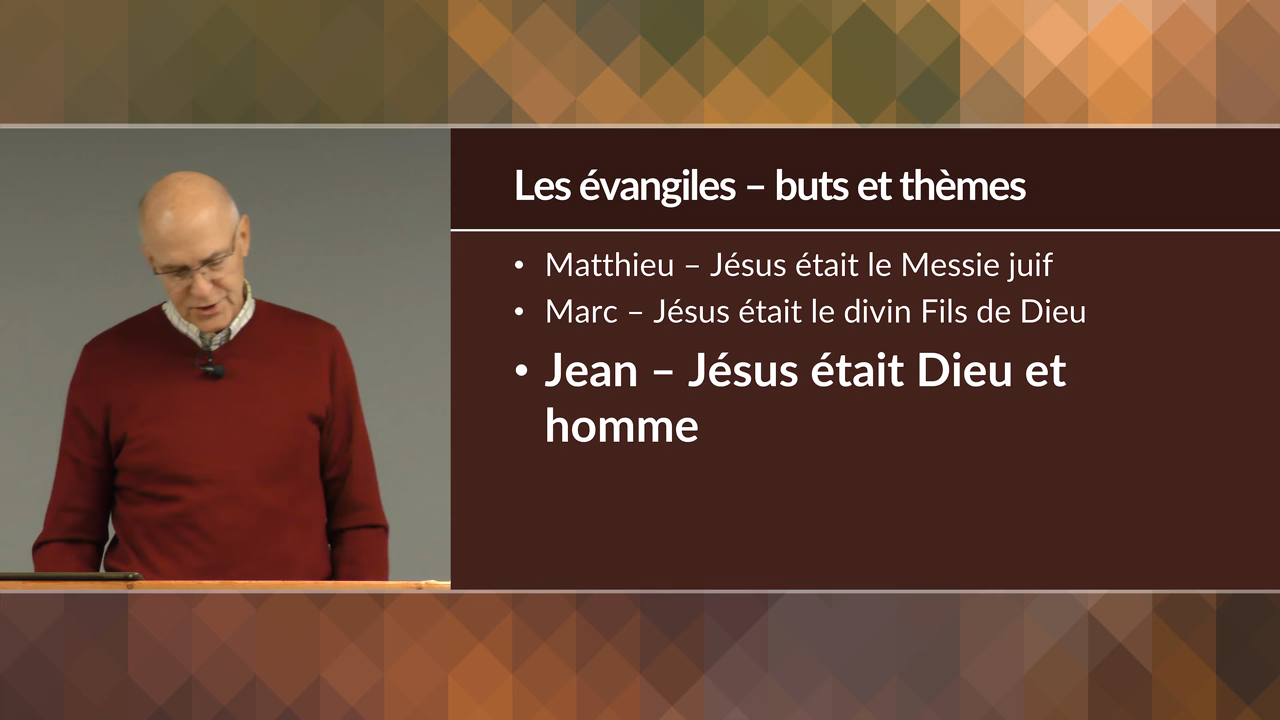 Les évangiles – buts et thèmes
• Matthieu – Jésus était le Messie juif
• Marc – Jésus était le divin Fils de Dieu
• Jean – Jésus était Dieu et
homme